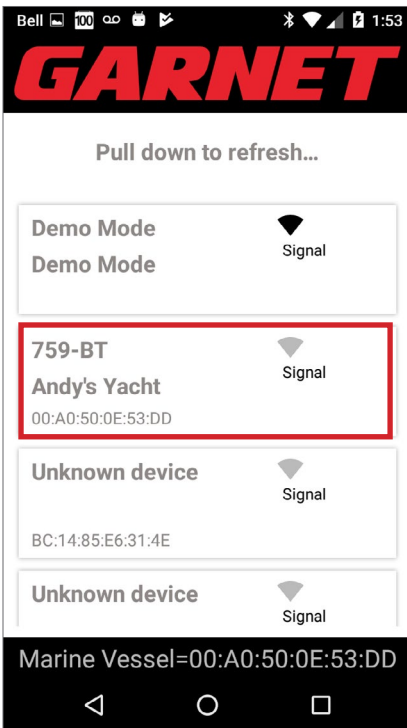 Bell 100 1:53
GARNET
Pull down to refresh...
Demo Mode
Signal
Demo Mode
759-BT
Signal
Andy's Yacht
00:A0:50:0E:53:DD
Unknown device
Signal
BC:14:85:E6:31:4E
Unknown device
Signal
Marine Vessel=00:A0:50:0E:53:DD